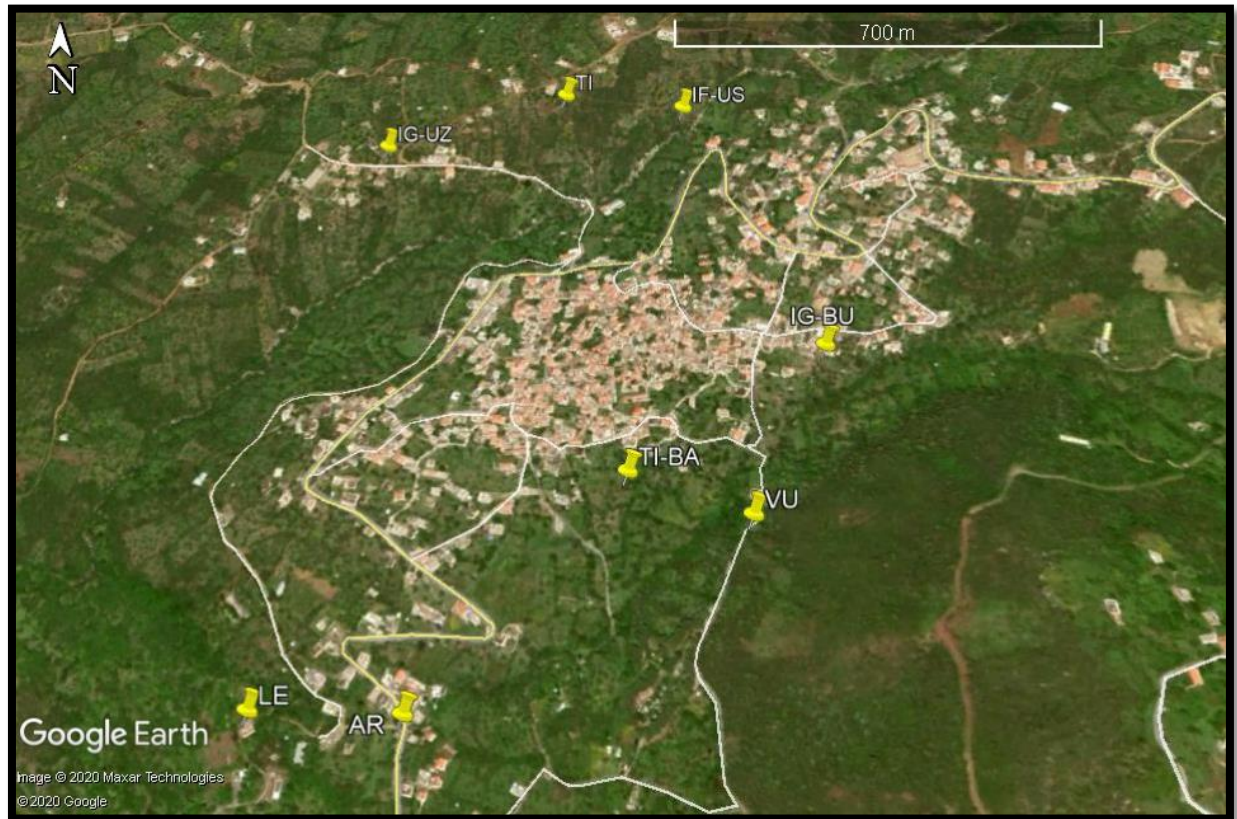 700 m
N
TI
IF-US
IG-UZ
IG-BU
TI-BA
VU
LE
AR
Google Earth
Image © 2020 Maxar Technologies
© 2020 Google